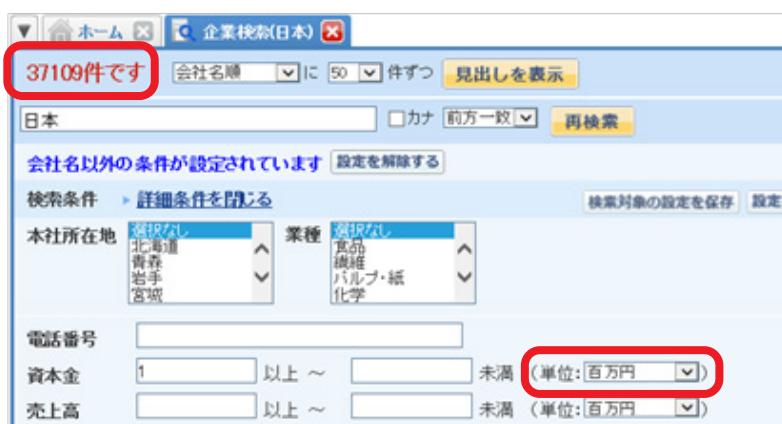 ▼ ホーム 企業検索(日本)
37109件です 会社名順 に 50 件ずつ 見出しを表示
日本 カナ 前方一致 再検索
会社名以外の条件が設定されています 設定を解除する
検索条件 詳細条件を閉じる 検索対象の設定を保存 設定
本社所在地 選択なし 業種 選択なし
北海道 食品
青森 繊維
岩手 パルプ・紙
宮城 化学
電話番号
資本金 1 以上 ～ 未満 (単位:百万円)
売上高 以上 ～ 未満 (単位:百万円)